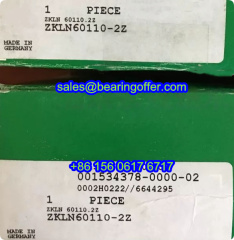 1 PIECE
ZKLN 60110.2Z
ZKLN60110-2Z
MADE IN
GERMANY
sales@bearingoffer.com
+86 156 0617 6717
001534378-0000-02
0002H0222//6644295
1 PIECE
ZKLN 60110.2Z
ZKLN60110-2Z
MADE IN
GERMANY